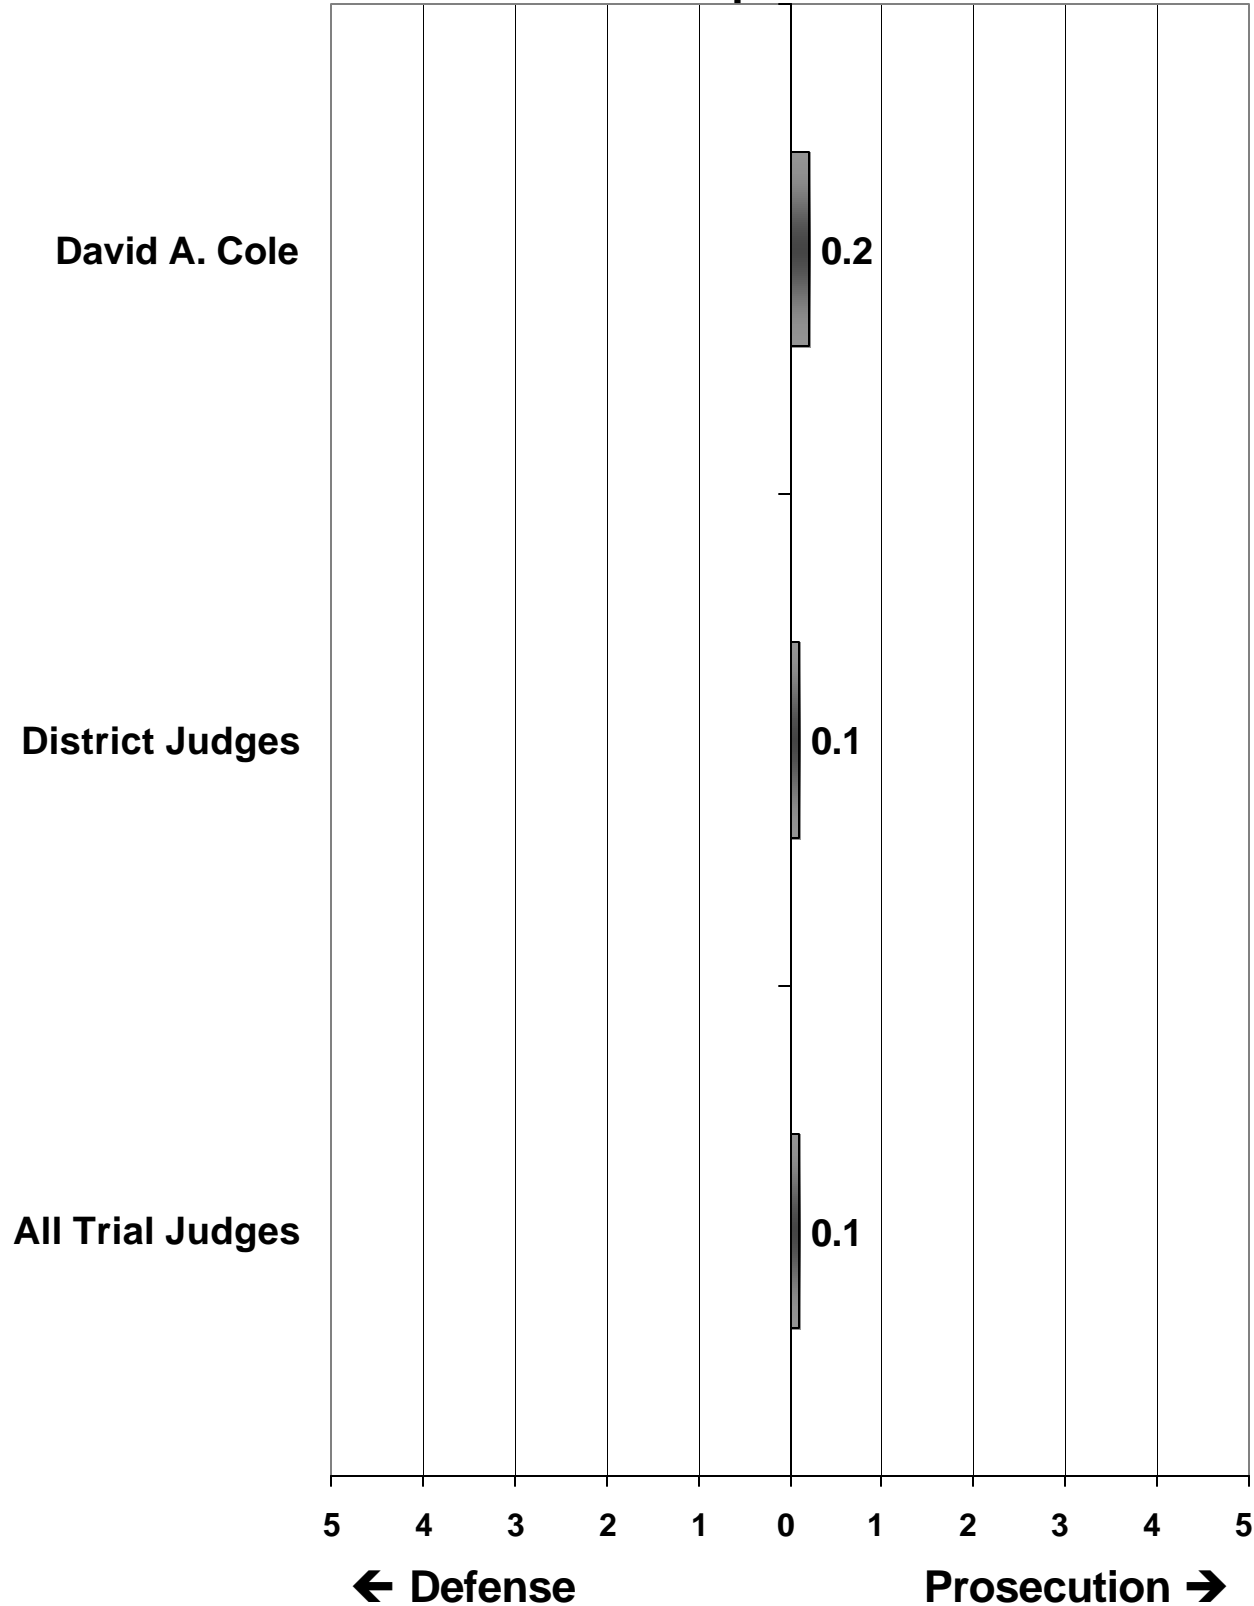 David A. Cole 0.2
District Judges 0.1
All Trial Judges 0.1
5 4 3 2 1 0 1 2 3 4 5
← Defense Prosecution →